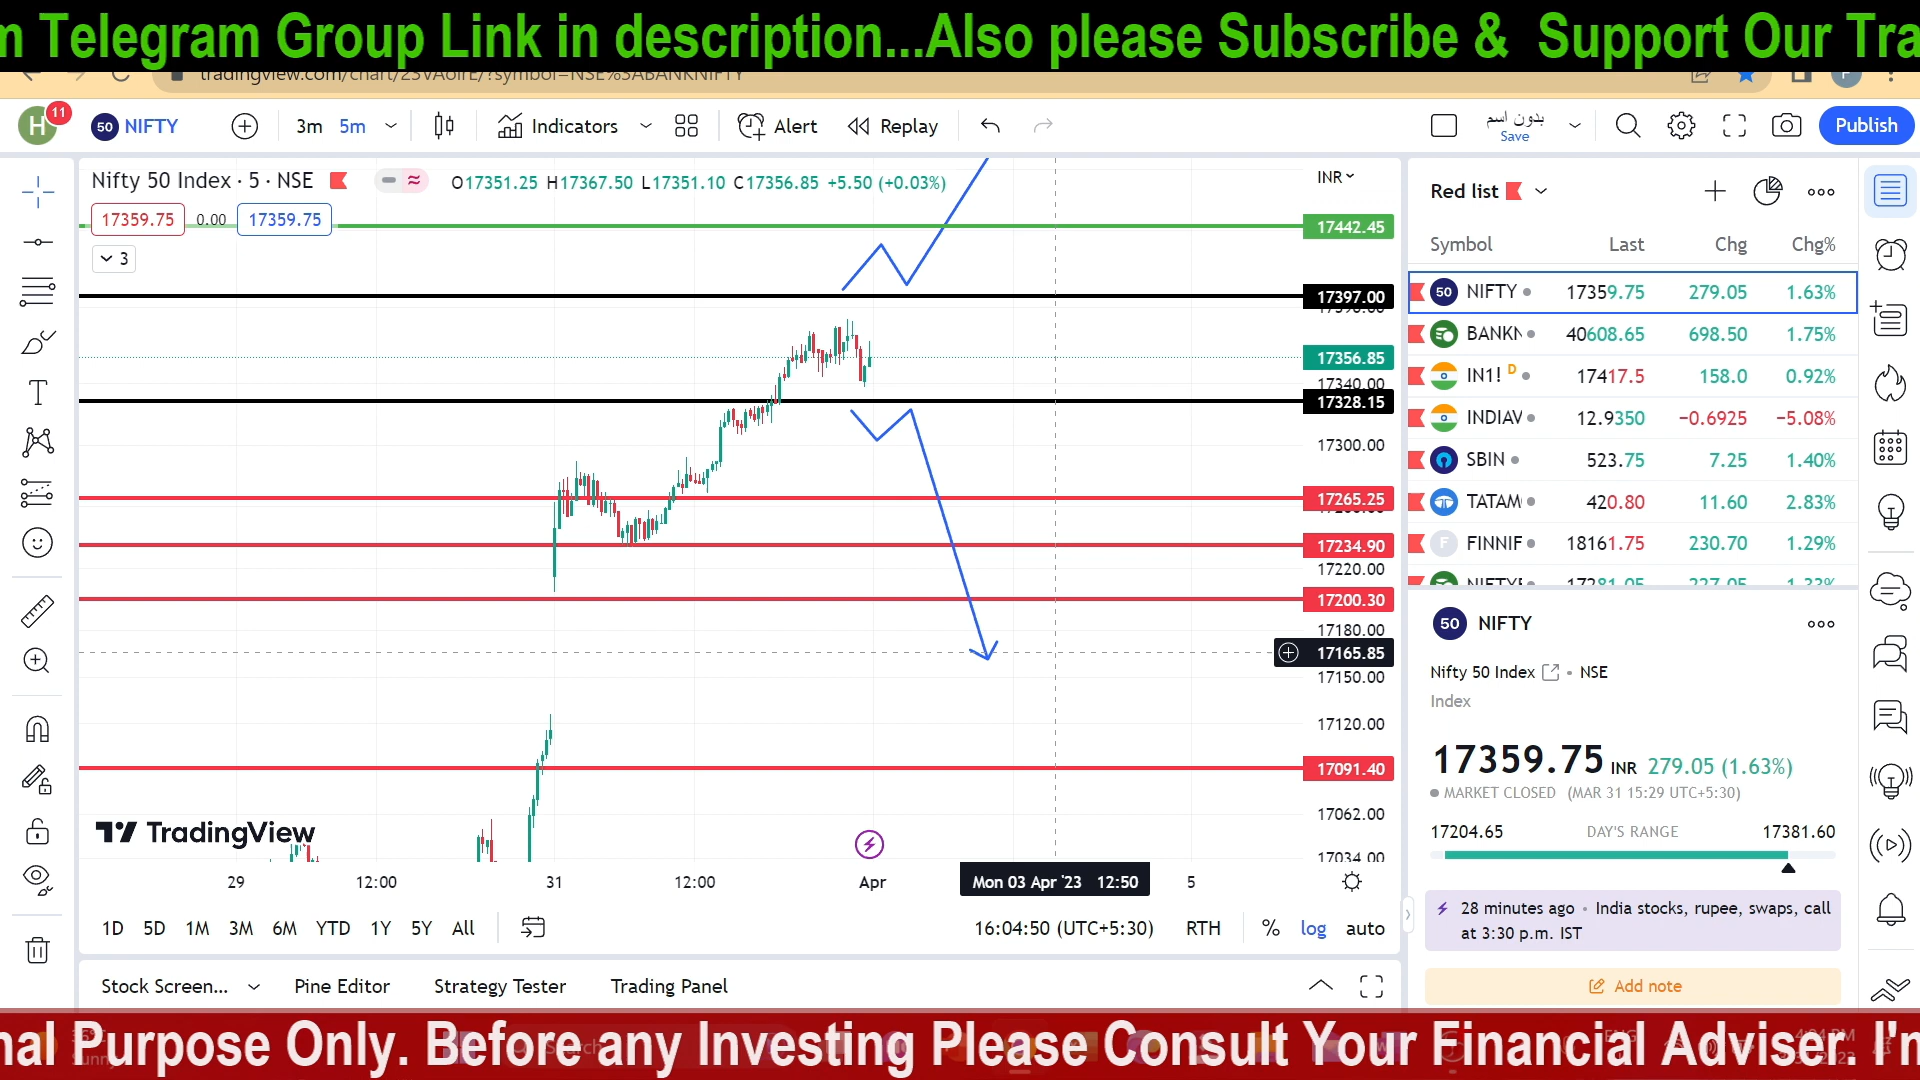 m Telegram Group Link in description...Also please Subscribe & Support Our Tra
tradingview.com/chart/23VAoirE/?symbol=NSE%3ABANKNIFTY
H 11
50 NIFTY
3m 5m
Indicators
Alert
Replay
بدون اسم
Save
Publish
Nifty 50 Index · 5 · NSE
O17351.25 H17367.50 L17351.10 C17356.85 +5.50 (+0.03%)
17359.75 0.00 17359.75
3
INR
17442.45
17397.00
17356.85
17340.00
17328.15
17300.00
17265.25
17234.90
17220.00
17200.30
17180.00
17165.85
17150.00
17120.00
17091.40
17062.00
17034.00
TradingView
29 12:00 31 12:00 Apr Mon 03 Apr '23 12:50 5
1D 5D 1M 3M 6M YTD 1Y 5Y All
16:04:50 (UTC+5:30) RTH % log auto
Stock Screen... Pine Editor Strategy Tester Trading Panel
Red list
Symbol Last Chg Chg%
50 NIFTY 17359.75 279.05 1.63%
BANKN 40608.65 698.50 1.75%
IN1! D 17417.5 158.0 0.92%
INDIAV 12.9350 −0.6925 −5.08%
SBIN 523.75 7.25 1.40%
TATAM 420.80 11.60 2.83%
F FINNIF 18161.75 230.70 1.29%
50 NIFTY
Nifty 50 Index • NSE
Index
17359.75 INR 279.05 (1.63%)
MARKET CLOSED (MAR 31 15:29 UTC+5:30)
17204.65 DAY'S RANGE 17381.60
28 minutes ago • India stocks, rupee, swaps, call
at 3:30 p.m. IST
Add note
nal Purpose Only. Before any Investing Please Consult Your Financial Adviser. I'm